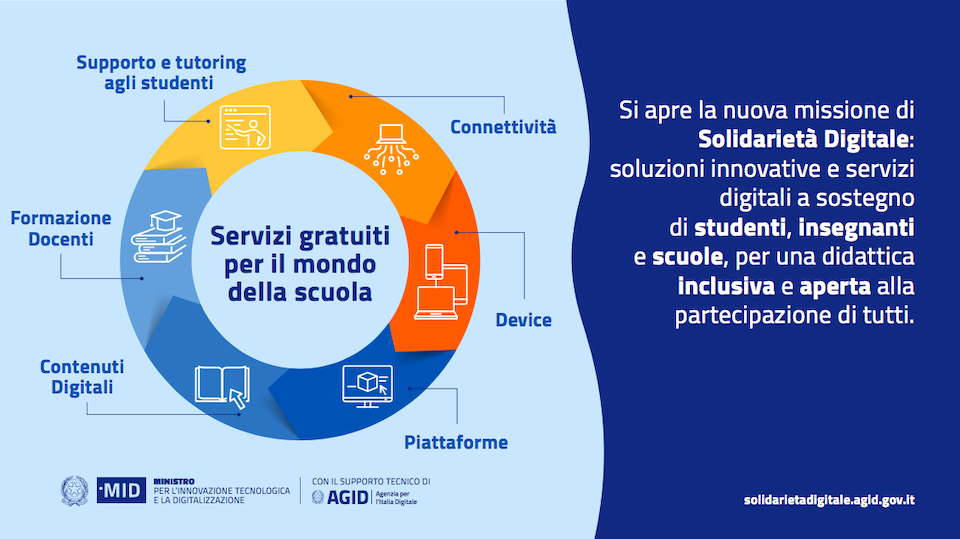 Supporto e tutoring
agli studenti
Connettività
Formazione
Docenti
Servizi gratuiti
per il mondo
della scuola
Device
Contenuti
Digitali
Piattaforme
MID
MINISTRO
PER L'INNOVAZIONE TECNOLOGICA
E LA DIGITALIZZAZIONE
CON IL SUPPORTO TECNICO DI
AGID
Agenzia per
l'Italia Digitale
Si apre la nuova missione di
Solidarietà Digitale:
soluzioni innovative e servizi
digitali a sostegno
di studenti, insegnanti
e scuole, per una didattica
inclusiva e aperta alla
partecipazione di tutti.
solidarietadigitale.agid.gov.it